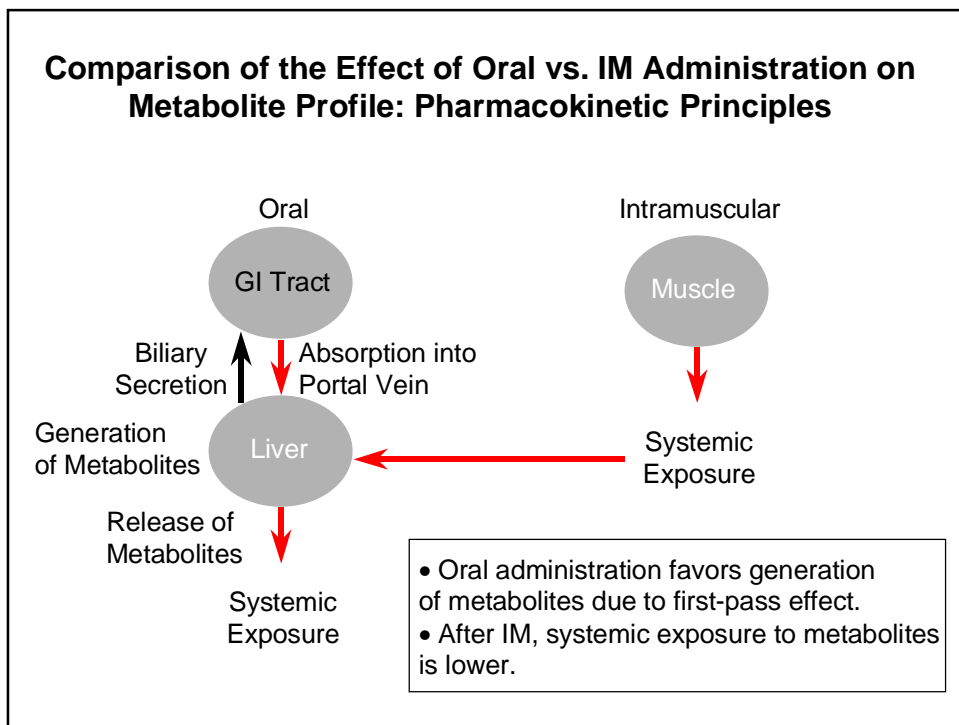 Comparison of the Effect of Oral vs. IM Administration on
Metabolite Profile: Pharmacokinetic Principles
Oral
GI Tract
Biliary
Secretion
Absorption into
Portal Vein
Generation
of Metabolites
Liver
Release of
Metabolites
Systemic
Exposure
Intramuscular
Muscle
Systemic
Exposure
• Oral administration favors generation
of metabolites due to first-pass effect.
• After IM, systemic exposure to metabolites
is lower.